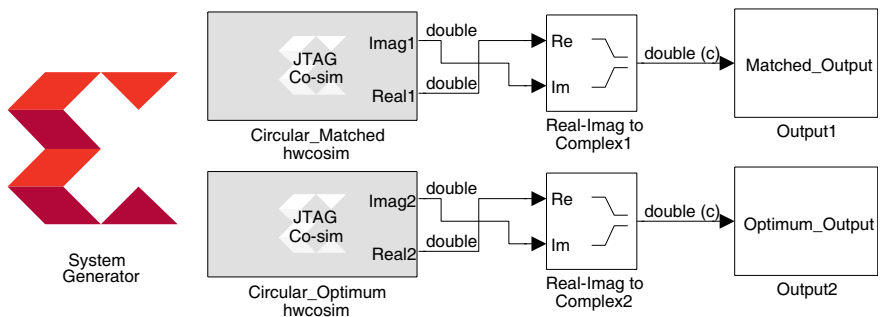 Imag1
double
JTAG
Co-sim
double
Real1
Circular_Matched
hwcosim
Re
Im
Real-Imag to
Complex1
double (c)
Matched_Output
Output1
System
Generator
Imag2
double
JTAG
Co-sim
double
Real2
Circular_Optimum
hwcosim
Re
Im
Real-Imag to
Complex2
double (c)
Optimum_Output
Output2